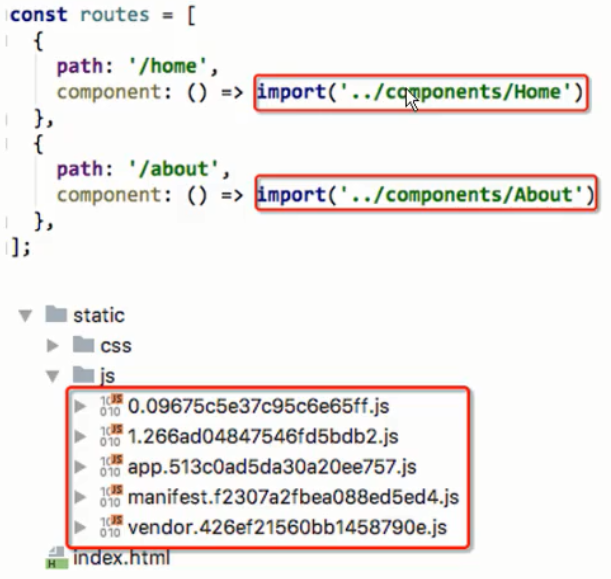 const routes = [
{
path: '/home',
component: () => import('../components/Home')
},
{
path: '/about',
component: () => import('../components/About')
},
];
static
css
js
0.09675c5e37c95c6e65ff.js
1.266ad04847546fd5bdb2.js
app.513c0ad5da30a20ee757.js
manifest.f2307a2fbea088ed5ed4.js
vendor.426ef21560bb1458790e.js
index.html